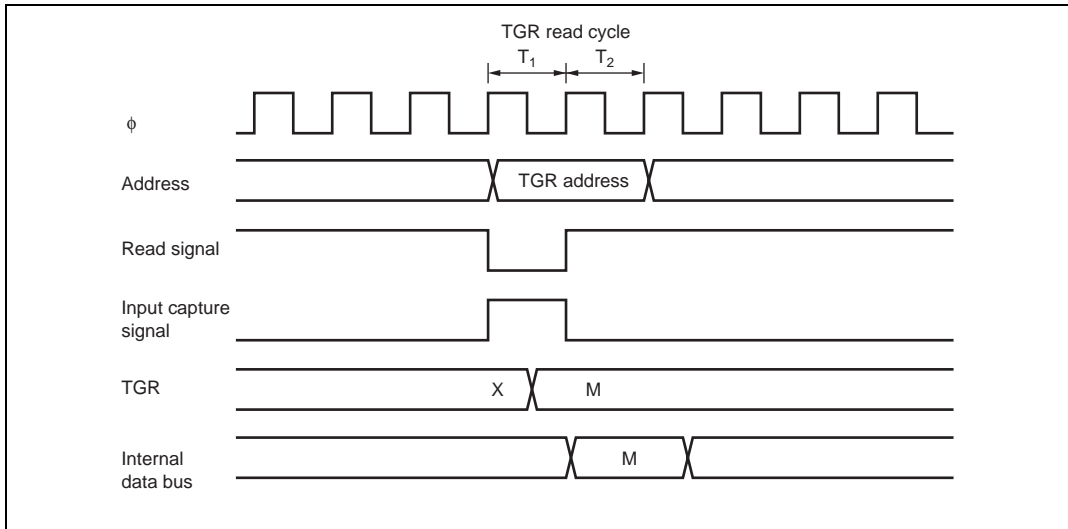 TGR read cycle
T₁ T₂
ϕ
Address
TGR address
Read signal
Input capture
signal
TGR
X M
Internal
data bus
M